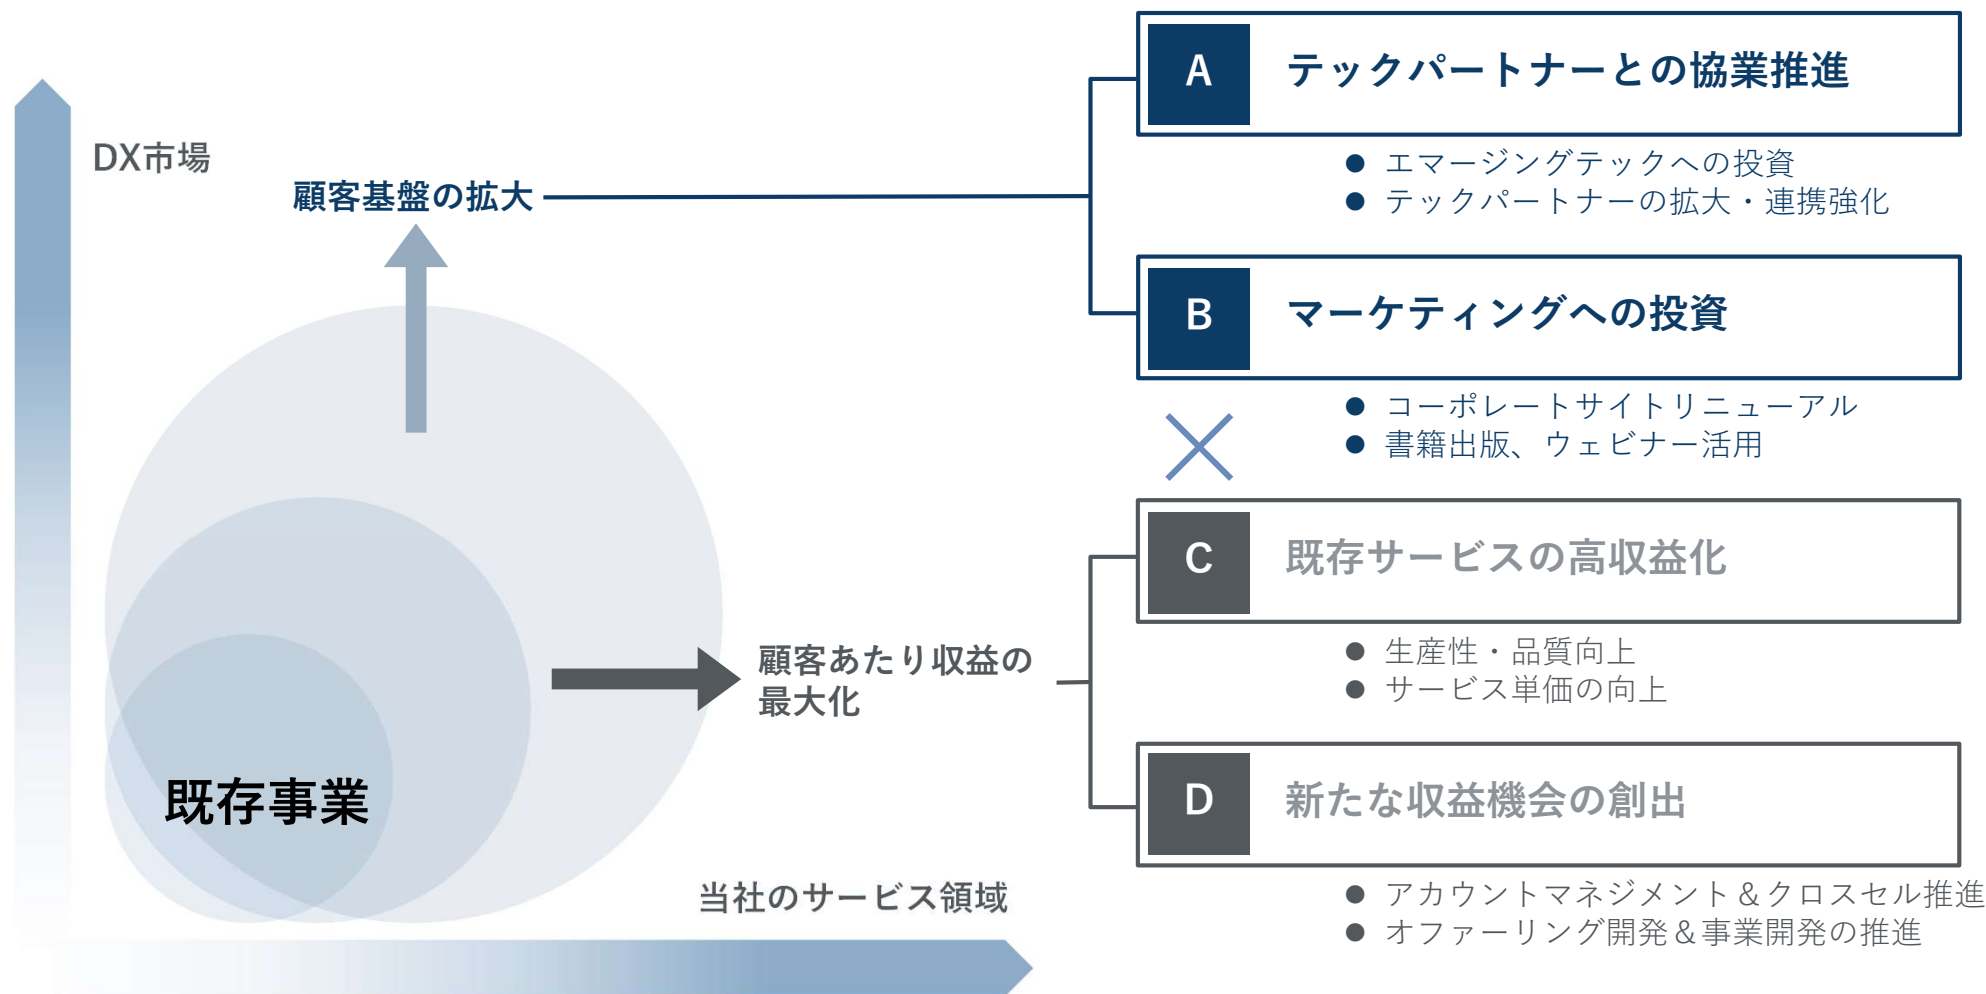 DX市場
顧客基盤の拡大
既存事業
顧客あたり収益の
最大化
当社のサービス領域
A テックパートナーとの協業推進
● エマージングテックへの投資
● テックパートナーの拡大・連携強化
B マーケティングへの投資
● コーポレートサイトリニューアル
● 書籍出版、ウェビナー活用
C 既存サービスの高収益化
● 生産性・品質向上
● サービス単価の向上
D 新たな収益機会の創出
● アカウントマネジメント＆クロスセル推進
● オファーリング開発＆事業開発の推進